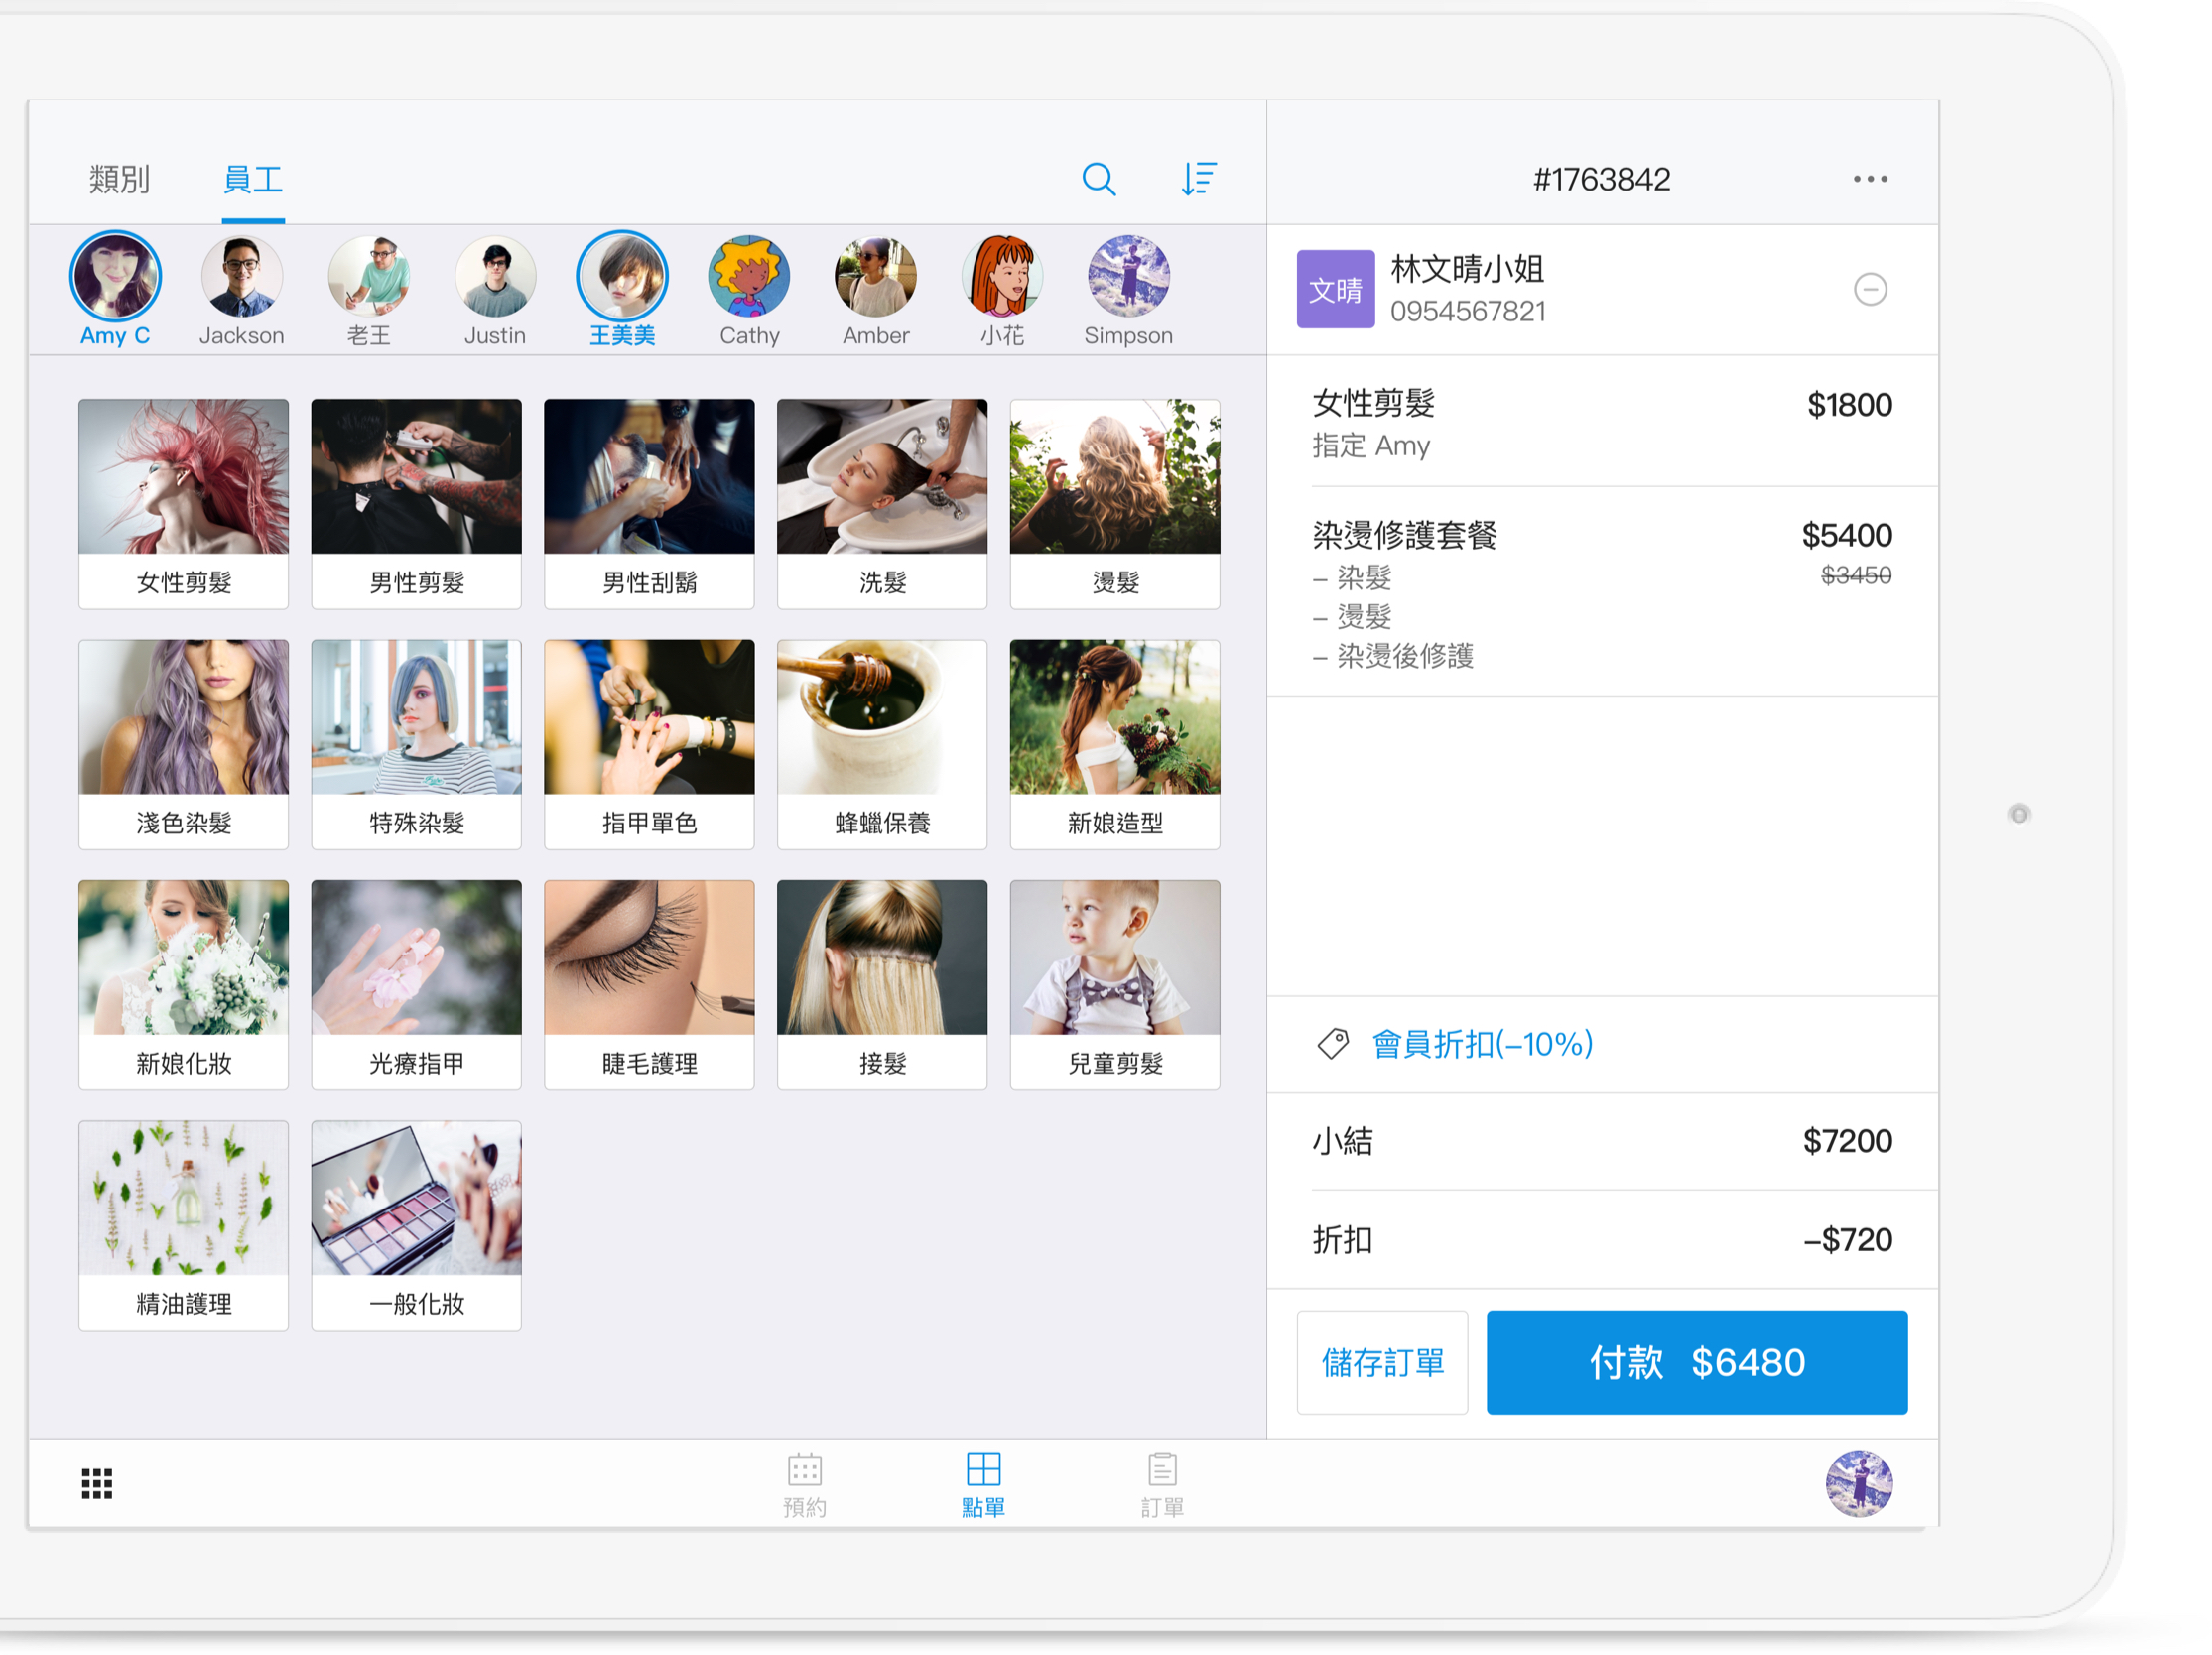 類別
員工
#1763842
Amy C
Jackson
老王
Justin
王美美
Cathy
Amber
小花
Simpson
女性剪髮
男性剪髮
男性刮鬍
洗髮
燙髮
淺色染髮
特殊染髮
指甲單色
蜂蠟保養
新娘造型
新娘化妝
光療指甲
睫毛護理
接髮
兒童剪髮
精油護理
一般化妝
文晴
林文晴小姐
0954567821
女性剪髮 $1800
指定 Amy
染燙修護套餐 $5400
– 染髮 $3450
– 燙髮
– 染燙後修護
會員折扣(–10%)
小結 $7200
折扣 –$720
儲存訂單
付款 $6480
預約
點單
訂單